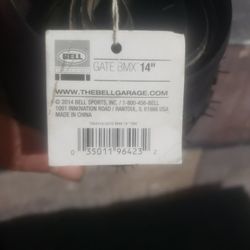 BELL
GATE BMX 14"
WWW.THEBELLGARAGE.COM
© 2014 BELL SPORTS, INC. / 1-800-456-BELL
1001 INNOVATION ROAD / RANTOUL, IL 61866 USA
MADE IN CHINA
0 35011 96423 2